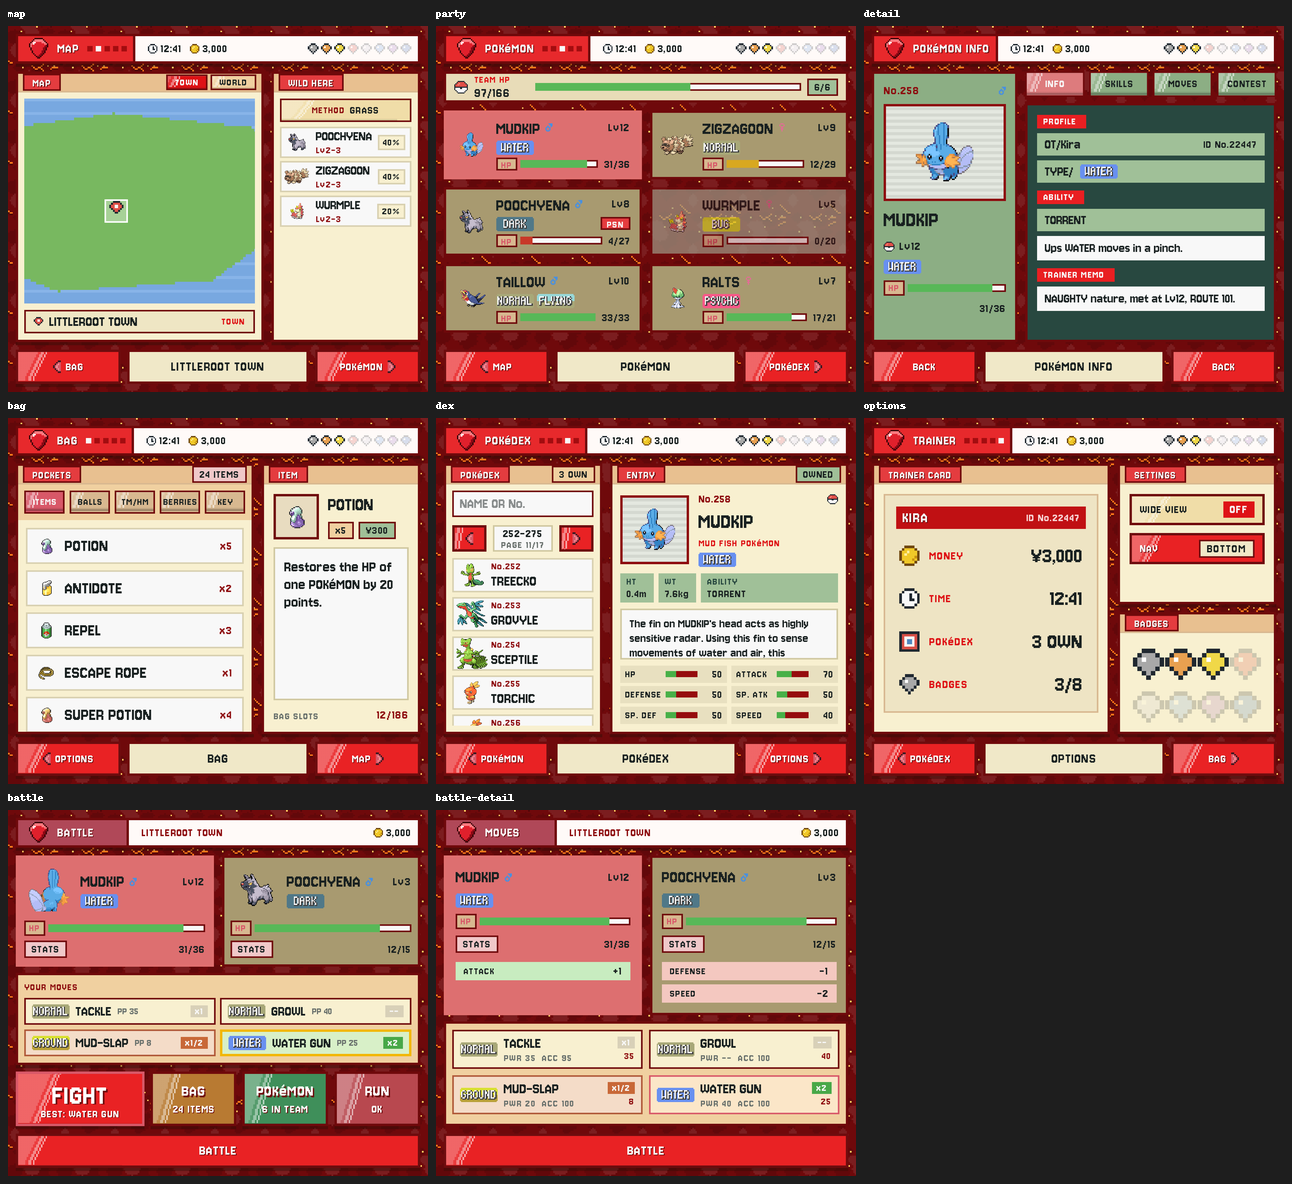 map
MAP
12:41
3,000
MAP
TOWN
WORLD
WILD HERE
METHOD GRASS
POOCHYENA
Lv2-3
40%
ZIGZAGOON
Lv2-3
40%
WURMPLE
Lv2-3
20%
LITTLEROOT TOWN
TOWN
BAG
LITTLEROOT TOWN
POKéMON
party
POKéMON
12:41
3,000
TEAM HP
97/166
6/6
MUDKIP
Lv12
WATER
HP
31/36
ZIGZAGOON
Lv9
NORMAL
HP
12/29
POOCHYENA
Lv8
DARK
PSN
HP
4/27
WURMPLE
Lv5
BUG
HP
0/20
TAILLOW
Lv10
NORMAL FLYING
HP
33/33
RALTS
Lv7
PSYCHC
HP
17/21
MAP
POKéMON
POKéDEX
detail
POKéMON INFO
12:41
3,000
No.258
MUDKIP
Lv12
WATER
HP
31/36
INFO
SKILLS
MOVES
CONTEST
PROFILE
OT/Kira
ID No.22447
TYPE/ WATER
ABILITY
TORRENT
Ups WATER moves in a pinch.
TRAINER MEMO
NAUGHTY nature, met at Lv12, ROUTE 101.
BACK
POKéMON INFO
BACK
bag
BAG
12:41
3,000
POCKETS
24 ITEMS
ITEMS
BALLS
TM/HM
BERRIES
KEY
POTION
x5
ANTIDOTE
x2
REPEL
x3
ESCAPE ROPE
x1
SUPER POTION
x4
ITEM
POTION
x5
¥300
Restores the HP of
one POKéMON by 20
points.
BAG SLOTS
12/186
OPTIONS
BAG
MAP
dex
POKéDEX
12:41
3,000
POKéDEX
3 OWN
NAME OR No.
252-275
PAGE 11/17
No.252
TREECKO
No.253
GROVYLE
No.254
SCEPTILE
No.255
TORCHIC
No.256
ENTRY
OWNED
No.258
MUDKIP
MUD FISH POKéMON
WATER
HT
0.4m
WT
7.6kg
ABILITY
TORRENT
The fin on MUDKIP's head acts as highly
sensitive radar. Using this fin to sense
movements of water and air, this
HP 50
ATTACK 70
DEFENSE 50
SP. ATK 50
SP. DEF 50
SPEED 40
POKéMON
POKéDEX
OPTIONS
options
TRAINER
12:41
3,000
TRAINER CARD
KIRA
ID No.22447
MONEY
¥3,000
TIME
12:41
POKéDEX
3 OWN
BADGES
3/8
SETTINGS
WIDE VIEW
OFF
NAV
BOTTOM
BADGES
POKéDEX
OPTIONS
BAG
battle
BATTLE
LITTLEROOT TOWN
3,000
MUDKIP
Lv12
WATER
HP
STATS
31/36
POOCHYENA
Lv3
DARK
HP
STATS
12/15
YOUR MOVES
NORMAL TACKLE PP 35 x1
NORMAL GROWL PP 40 --
GROUND MUD-SLAP PP 8 x1/2
WATER WATER GUN PP 25 x2
FIGHT
BEST: WATER GUN
BAG
24 ITEMS
POKéMON
6 IN TEAM
RUN
OK
BATTLE
battle-detail
MOVES
LITTLEROOT TOWN
3,000
MUDKIP
Lv12
WATER
HP
STATS
31/36
ATTACK
+1
POOCHYENA
Lv3
DARK
HP
STATS
12/15
DEFENSE
-1
SPEED
-2
NORMAL
TACKLE
x1
PWR 35 ACC 95
35
NORMAL
GROWL
--
PWR -- ACC 100
40
GROUND
MUD-SLAP
x1/2
PWR 20 ACC 100
8
WATER
WATER GUN
x2
PWR 40 ACC 100
25
BATTLE